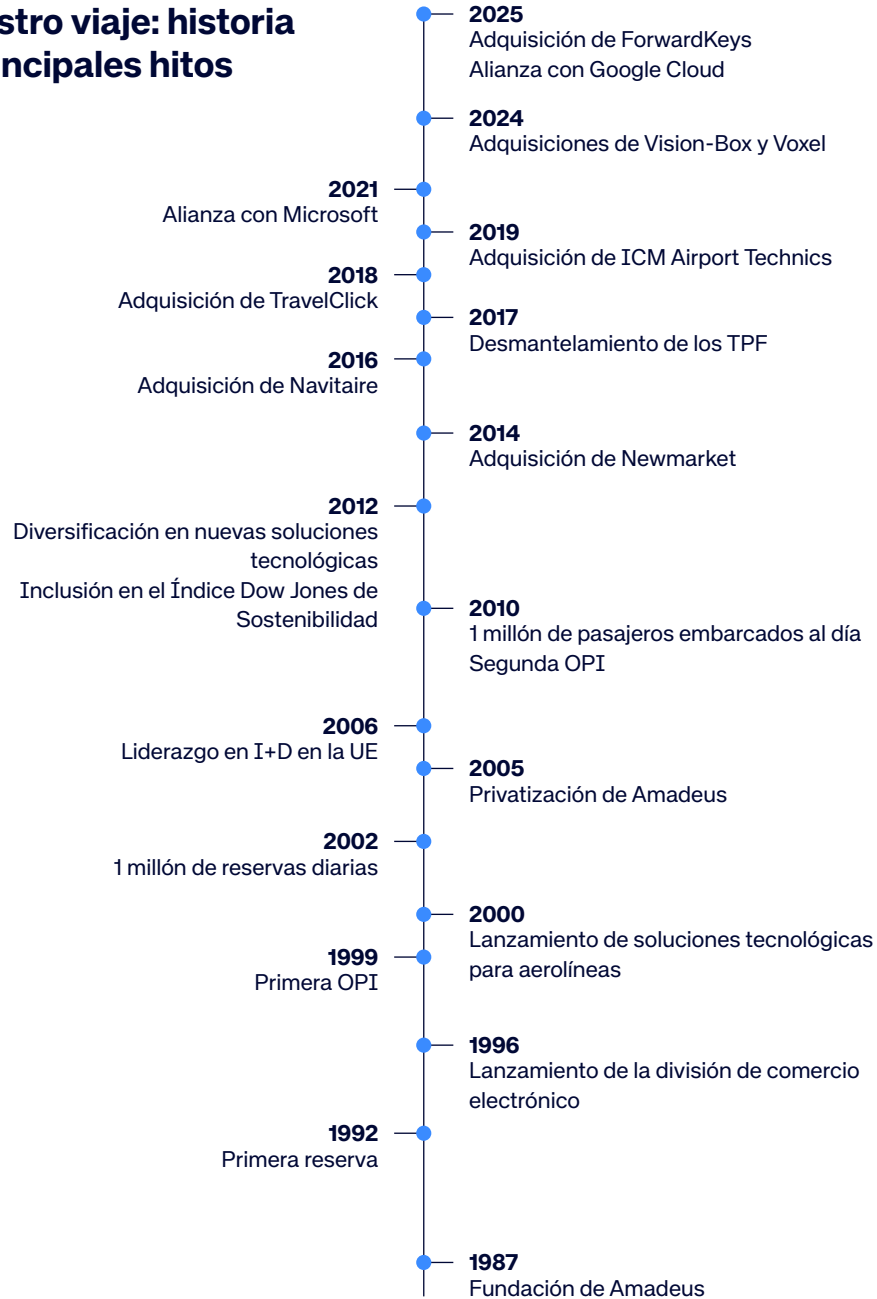 stro viaje: historia
ncipales hitos
2025
Adquisición de ForwardKeys
Alianza con Google Cloud
2024
Adquisiciones de Vision-Box y Voxel
2021
Alianza con Microsoft
2019
Adquisición de ICM Airport Technics
2018
Adquisición de TravelClick
2017
Desmantelamiento de los TPF
2016
Adquisición de Navitaire
2014
Adquisición de Newmarket
2012
Diversificación en nuevas soluciones
tecnológicas
Inclusión en el Índice Dow Jones de
Sostenibilidad
2010
1 millón de pasajeros embarcados al día
Segunda OPI
2006
Liderazgo en I+D en la UE
2005
Privatización de Amadeus
2002
1 millón de reservas diarias
2000
Lanzamiento de soluciones tecnológicas
para aerolíneas
1999
Primera OPI
1996
Lanzamiento de la división de comercio
electrónico
1992
Primera reserva
1987
Fundación de Amadeus